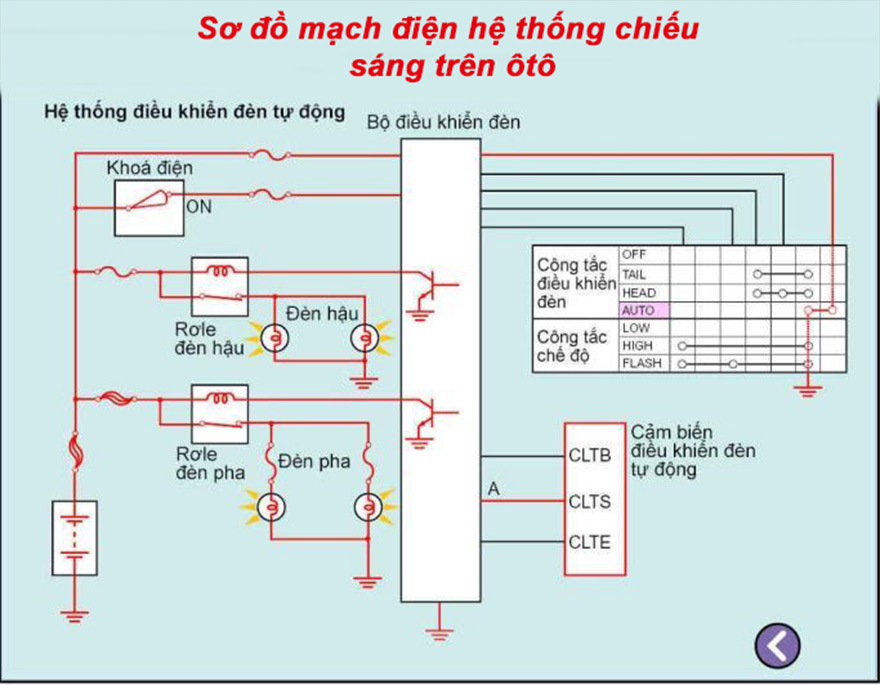 Sơ đồ mạch điện hệ thống chiếu
sáng trên ôtô
Hệ thống điều khiển đèn tự động
Bộ điều khiển đèn
Khoá điện
ON
Đèn hậu
Rơle
đèn hậu
Rơle
đèn pha
Đèn pha
Công tắc
điều khiển
đèn
OFF
TAIL
HEAD
AUTO
Công tắc
chế độ
LOW
HIGH
FLASH
A
CLTB
CLTS
CLTE
Cảm biến
điều khiển đèn
tự động